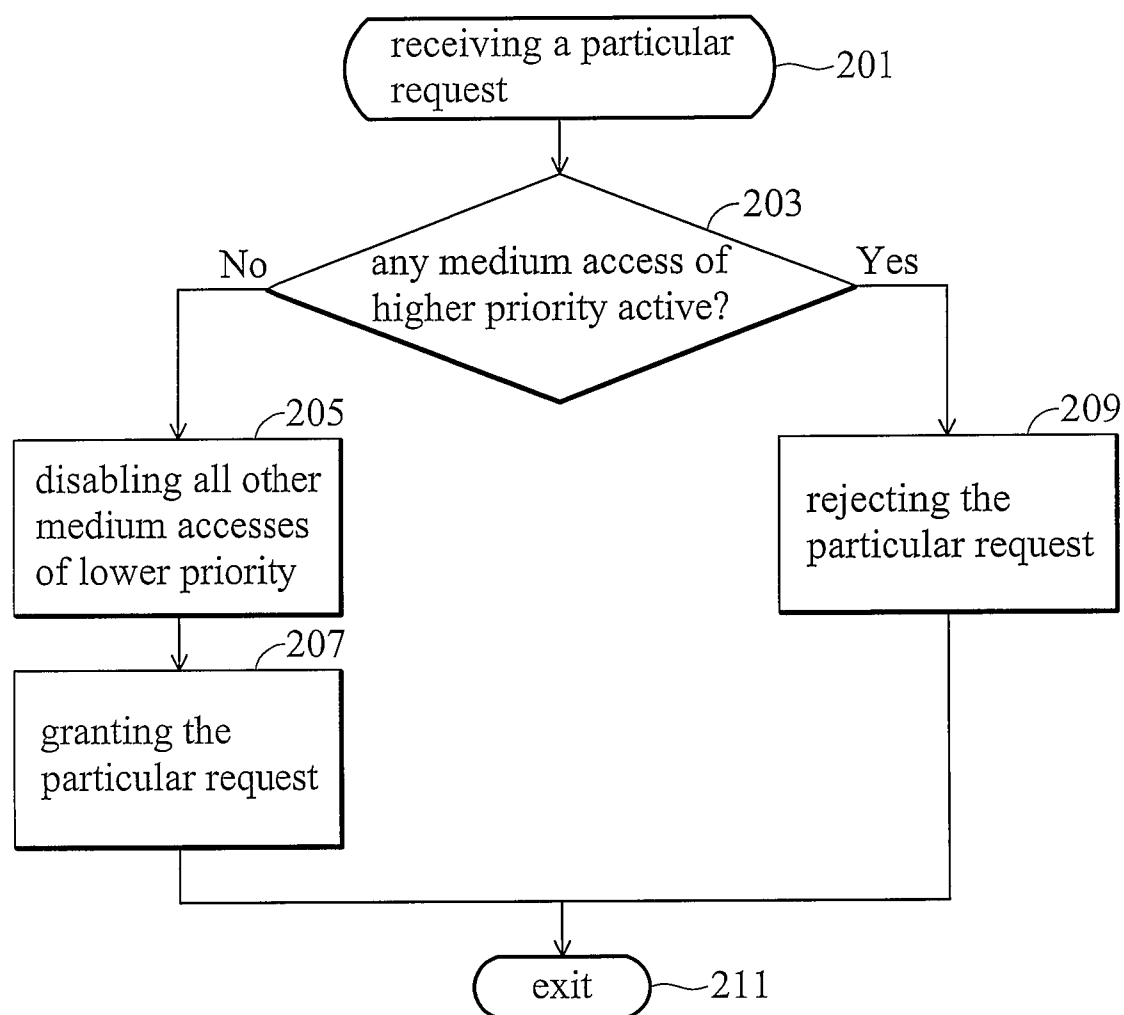 receiving a particular
request
201
203
No
any medium access of
higher priority active?
Yes
205
disabling all other
medium accesses
of lower priority
209
rejecting the
particular request
207
granting the
particular request
exit
211